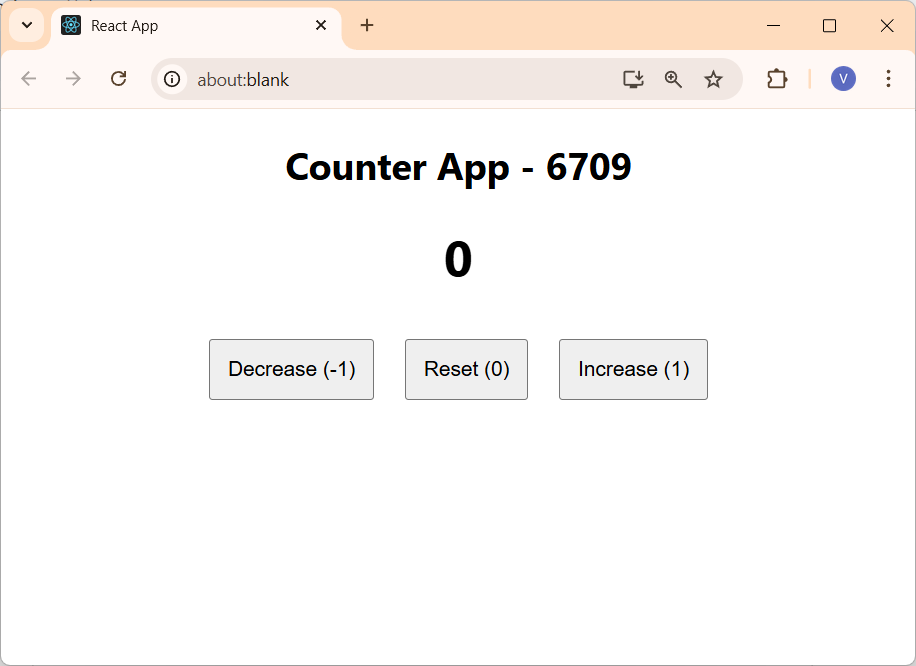 React App
about:blank
V
Counter App - 6709
0
Decrease (-1) Reset (0) Increase (1)